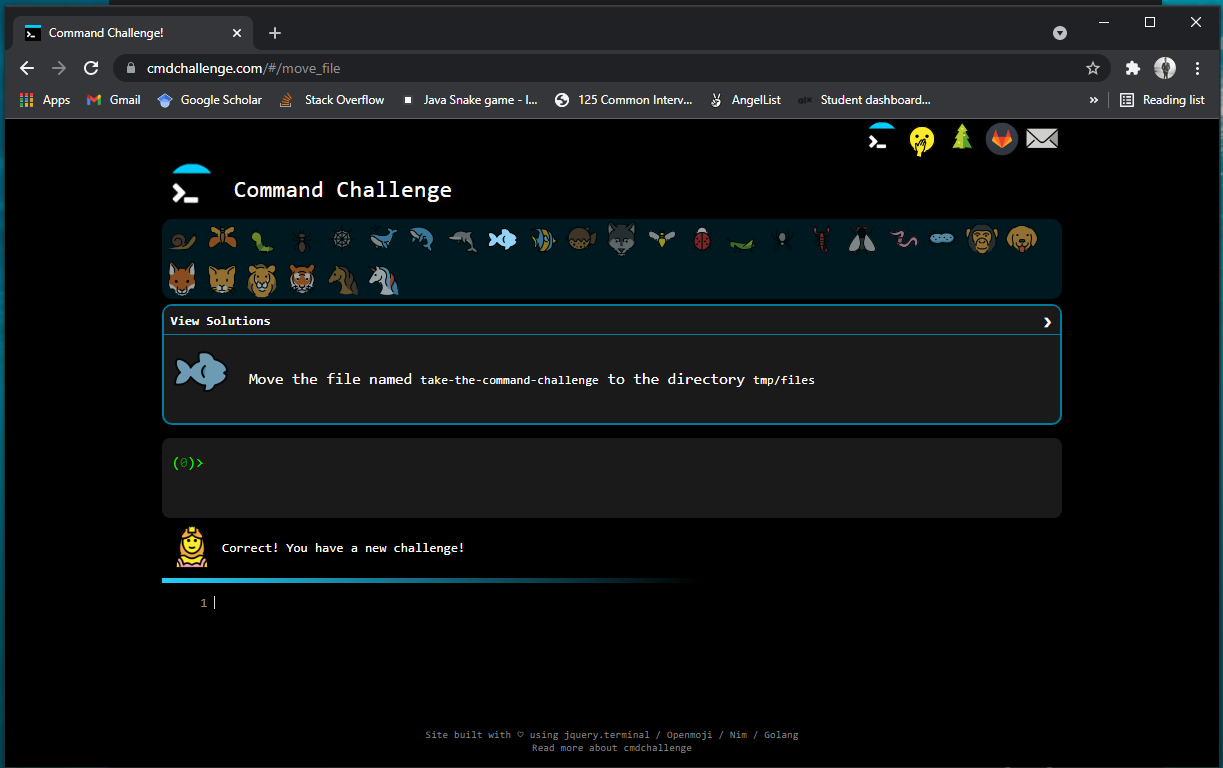 Command Challenge!
cmdchallenge.com/#/move_file
Apps Gmail Google Scholar Stack Overflow Java Snake game - I... 125 Common Interv... AngelList Student dashboard... » Reading list
Command Challenge
View Solutions
Move the file named take-the-command-challenge to the directory tmp/files
(0)>
Correct! You have a new challenge!
1
Site built with ♡ using jquery.terminal / Openmoji / Nim / Golang
Read more about cmdchallenge